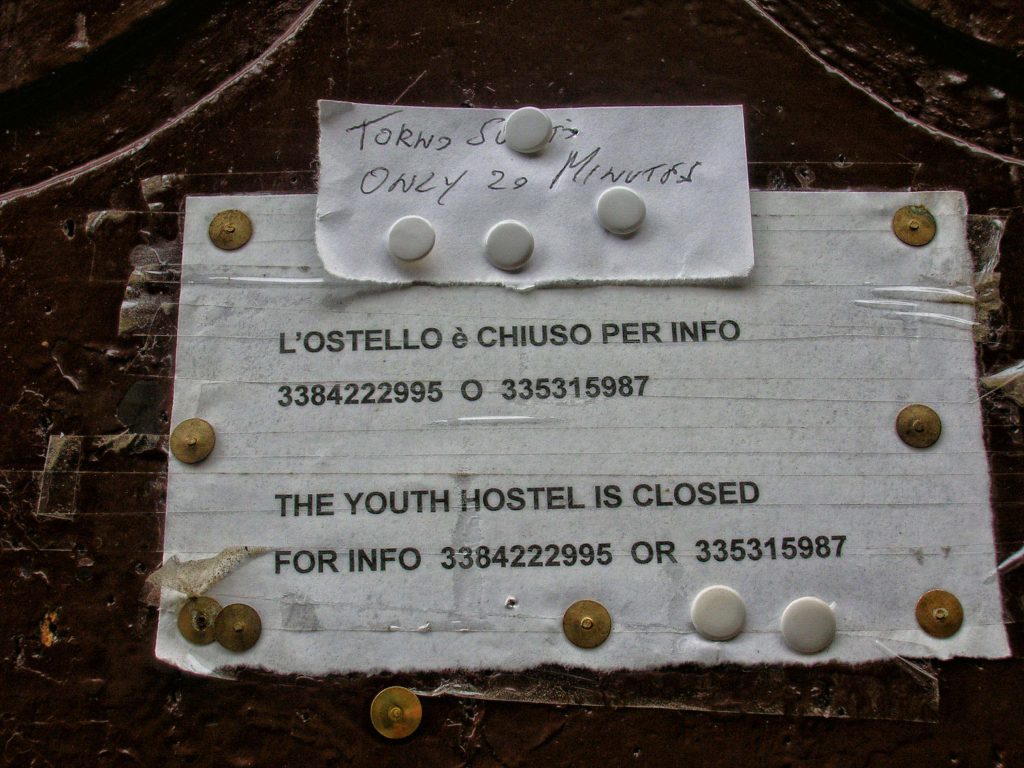 TORNO
ONLY 20 MINUTES
L'OSTELLO è CHIUSO PER INFO
3384222995 O 335315987
THE YOUTH HOSTEL IS CLOSED
FOR INFO 3384222995 OR 335315987